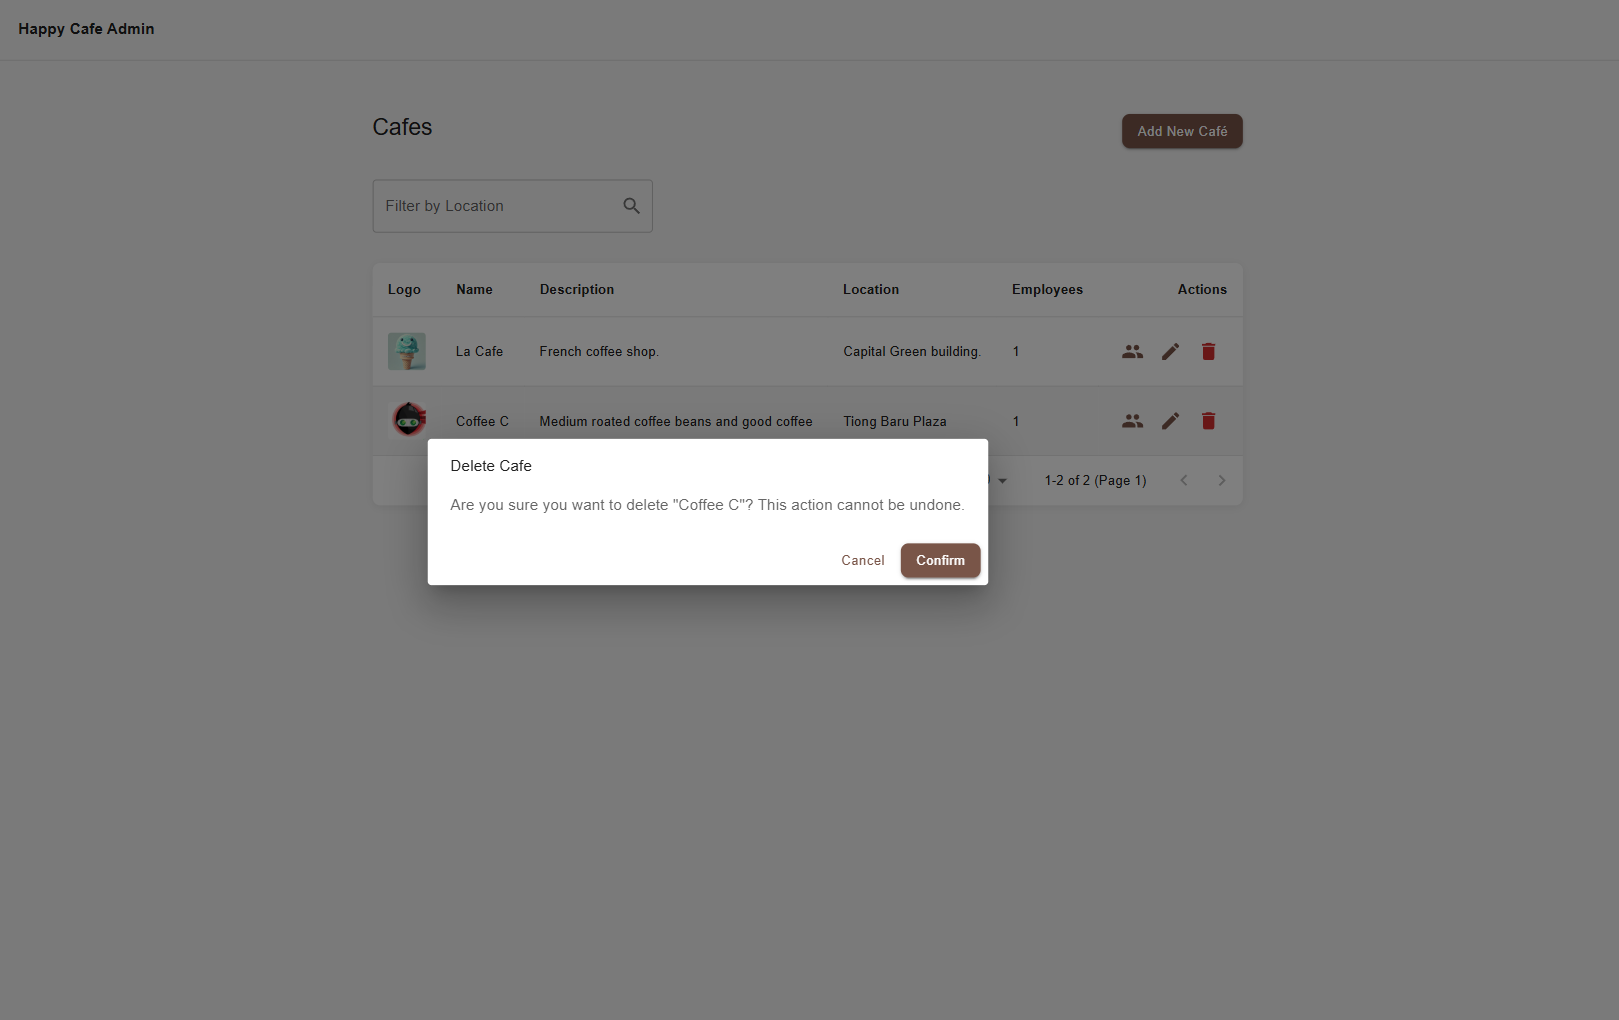 Happy Cafe Admin
Cafes
Add New Café
Filter by Location
Logo Name Description Location Employees Actions
La Cafe French coffee shop. Capital Green building. 1
Coffee C Medium roated coffee beans and good coffee Tiong Baru Plaza 1
1-2 of 2 (Page 1)
Delete Cafe
Are you sure you want to delete "Coffee C"? This action cannot be undone.
Cancel Confirm